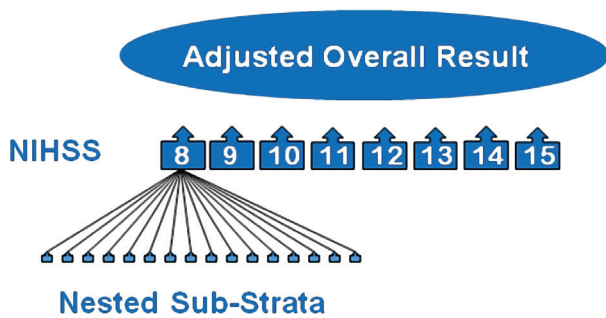 Adjusted Overall Result
NIHSS 8 9 10 11 12 13 14 15
Nested Sub-Strata